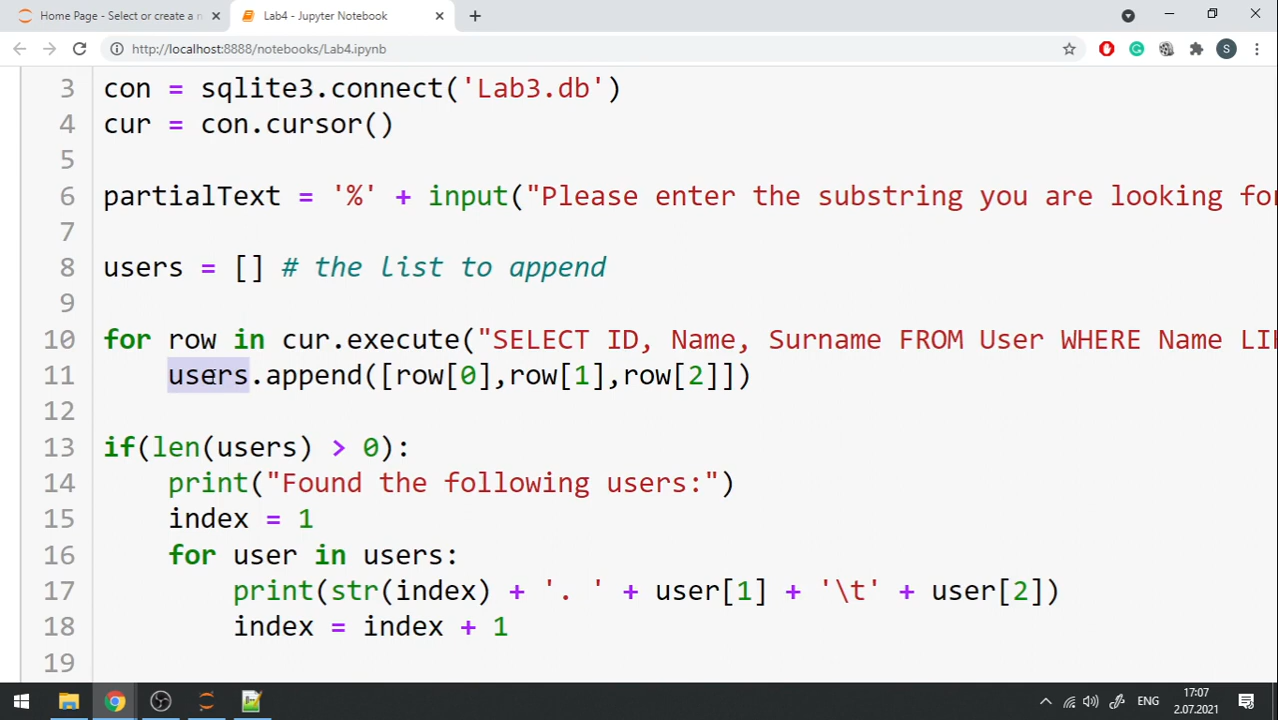 Home Page - Select or create a n
Lab4 - Jupyter Notebook
http://localhost:8888/notebooks/Lab4.ipynb
S
3 con = sqlite3.connect('Lab3.db')
4 cur = con.cursor()
5
6 partialText = '%' + input("Please enter the substring you are looking for
7
8 users = [] # the list to append
9
10 for row in cur.execute("SELECT ID, Name, Surname FROM User WHERE Name LI
11 users.append([row[0],row[1],row[2]])
12
13 if(len(users) > 0):
14 print("Found the following users:")
15 index = 1
16 for user in users:
17 print(str(index) + '. ' + user[1] + '\t' + user[2])
18 index = index + 1
19
ENG
17:07
2.07.2021